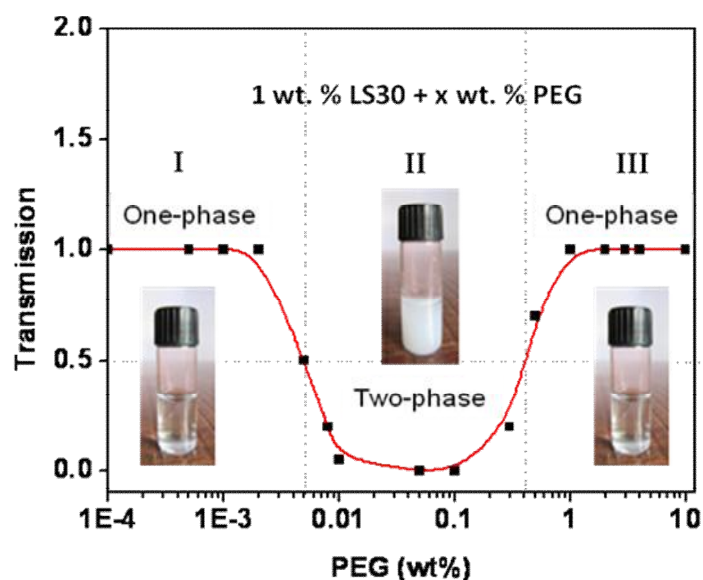 2.0
1 wt. % LS30 + x wt. % PEG
1.5
I II III
One-phase One-phase
1.0
Transmission
0.5
Two-phase
0.0
1E-4 1E-3 0.01 0.1 1 10
PEG (wt%)